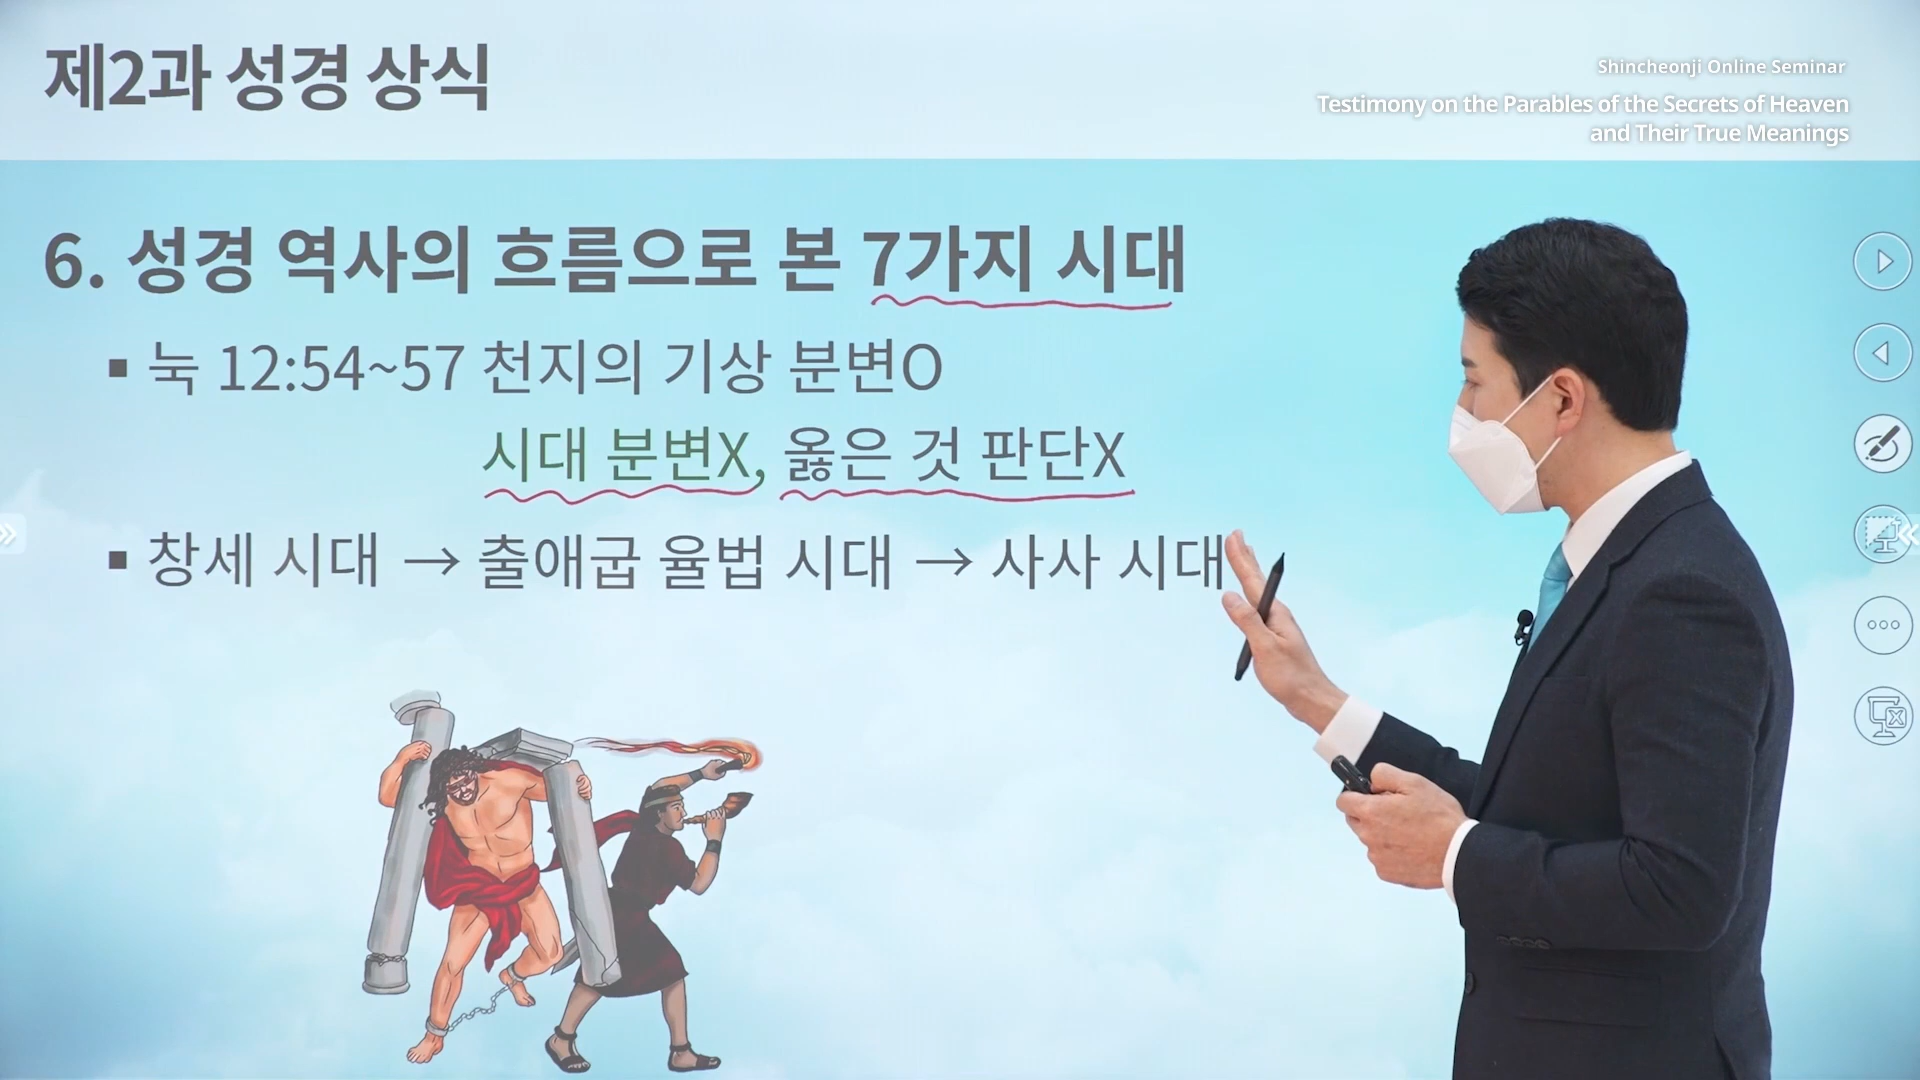 제2과 성경 상식
Shincheonji Online Seminar
Testimony on the Parables of the Secrets of Heaven
and Their True Meanings
6. 성경 역사의 흐름으로 본 7가지 시대
▪ 눅 12:54~57 천지의 기상 분변O
시대 분변X, 옳은 것 판단X
▪ 창세 시대 → 출애굽 율법 시대 → 사사 시대